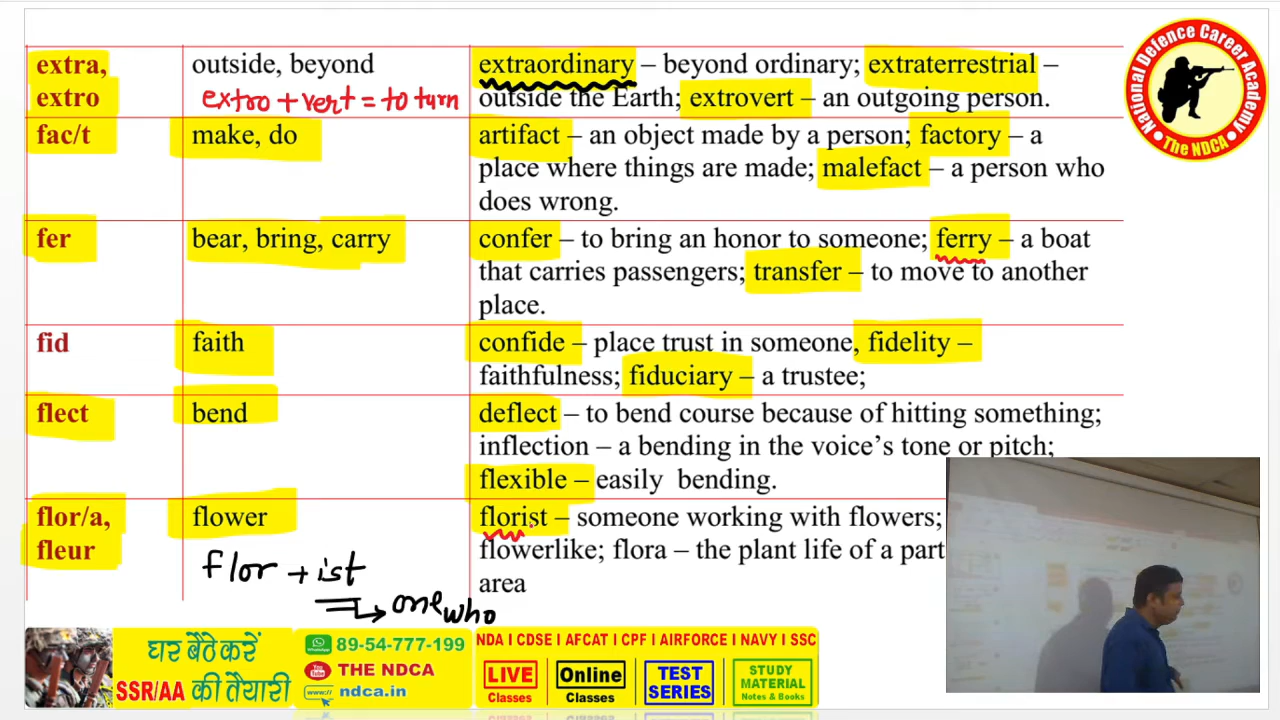 extra, outside, beyond extraordinary – beyond ordinary; extraterrestrial –
extro extro + vert = to turn outside the Earth; extrovert – an outgoing person.
fac/t make, do artifact – an object made by a person; factory – a
place where things are made; malefact – a person who
does wrong.
fer bear, bring, carry confer – to bring an honor to someone; ferry – a boat
that carries passengers; transfer – to move to another
place.
fid faith confide – place trust in someone, fidelity –
faithfulness; fiduciary – a trustee;
flect bend deflect – to bend course because of hitting something;
inflection – a bending in the voice's tone or pitch;
flexible – easily bending.
flor/a, flower florist – someone working with flowers;
fleur flowerlike; flora – the plant life of a part
area
flor + ist
one who
National Defence Career Academy
The NDCA
घर बैठे करें
SSR/AA की तैयारी
WhatsApp 89-54-777-199
You Tube THE NDCA
www:// ndca.in
NDA I CDSE I AFCAT I CPF I AIRFORCE I NAVY I SSC
LIVE Classes
Online Classes
TEST SERIES
STUDY MATERIAL Notes & Books